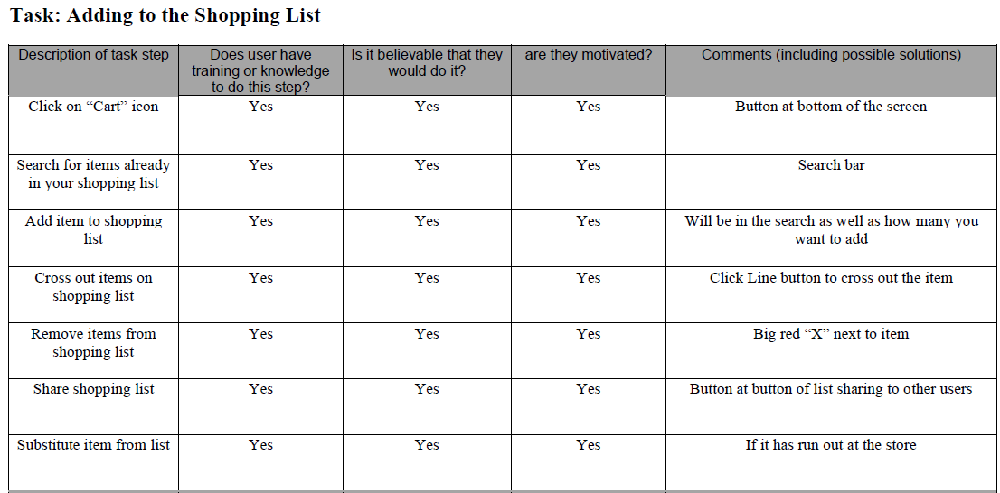 Task: Adding to the Shopping List
Description of task step
Does user have
training or knowledge
to do this step?
Is it believable that they
would do it?
are they motivated?
Comments (including possible solutions)
Click on “Cart” icon
Yes
Yes
Yes
Button at bottom of the screen
Search for items already
in your shopping list
Yes
Yes
Yes
Search bar
Add item to shopping
list
Yes
Yes
Yes
Will be in the search as well as how many you
want to add
Cross out items on
shopping list
Yes
Yes
Yes
Click Line button to cross out the item
Remove items from
shopping list
Yes
Yes
Yes
Big red “X” next to item
Share shopping list
Yes
Yes
Yes
Button at button of list sharing to other users
Substitute item from list
Yes
Yes
Yes
If it has run out at the store